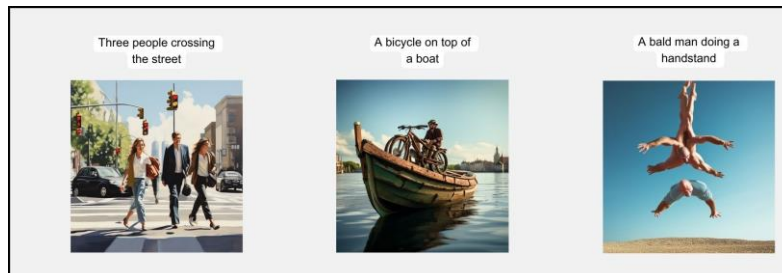 Three people crossing
the street
A bicycle on top of
a boat
A bald man doing a
handstand